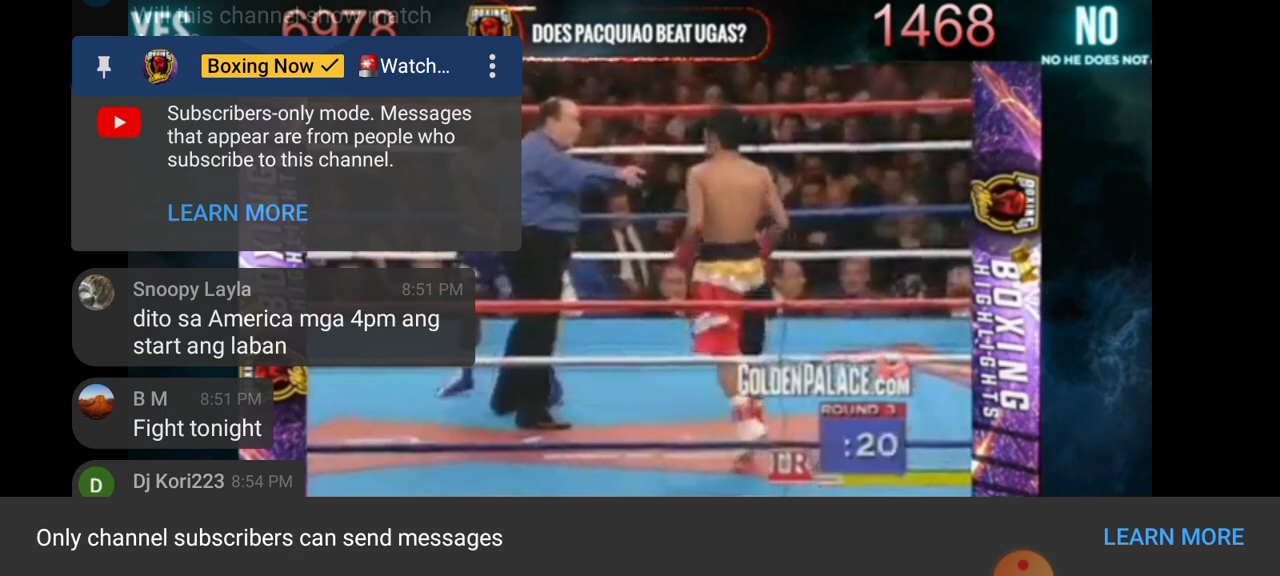 Will this channel show match
YES
6978
DOES PACQUIAO BEAT UGAS?
1468
NO
NO HE DOES NOT
Boxing Now
Watch...
Subscribers-only mode. Messages
that appear are from people who
subscribe to this channel.
LEARN MORE
Snoopy Layla 8:51 PM
dito sa America mga 4pm ang
start ang laban
B M 8:51 PM
Fight tonight
Dj Kori223 8:54 PM
D
GOLDENPALACE.COM
ROUND 3
:20
BOXING
HIGHLIGHTS
Only channel subscribers can send messages
LEARN MORE